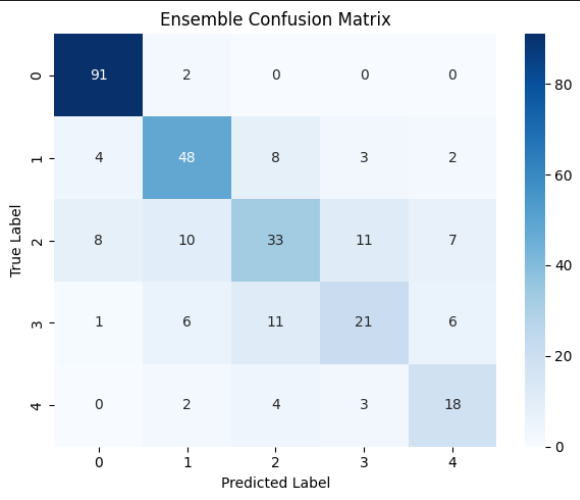 Ensemble Confusion Matrix
0 91 2 0 0 0
1 4 48 8 3 2
2 8 10 33 11 7
3 1 6 11 21 6
4 0 2 4 3 18
0 1 2 3 4
True Label
Predicted Label
80
60
40
20
0